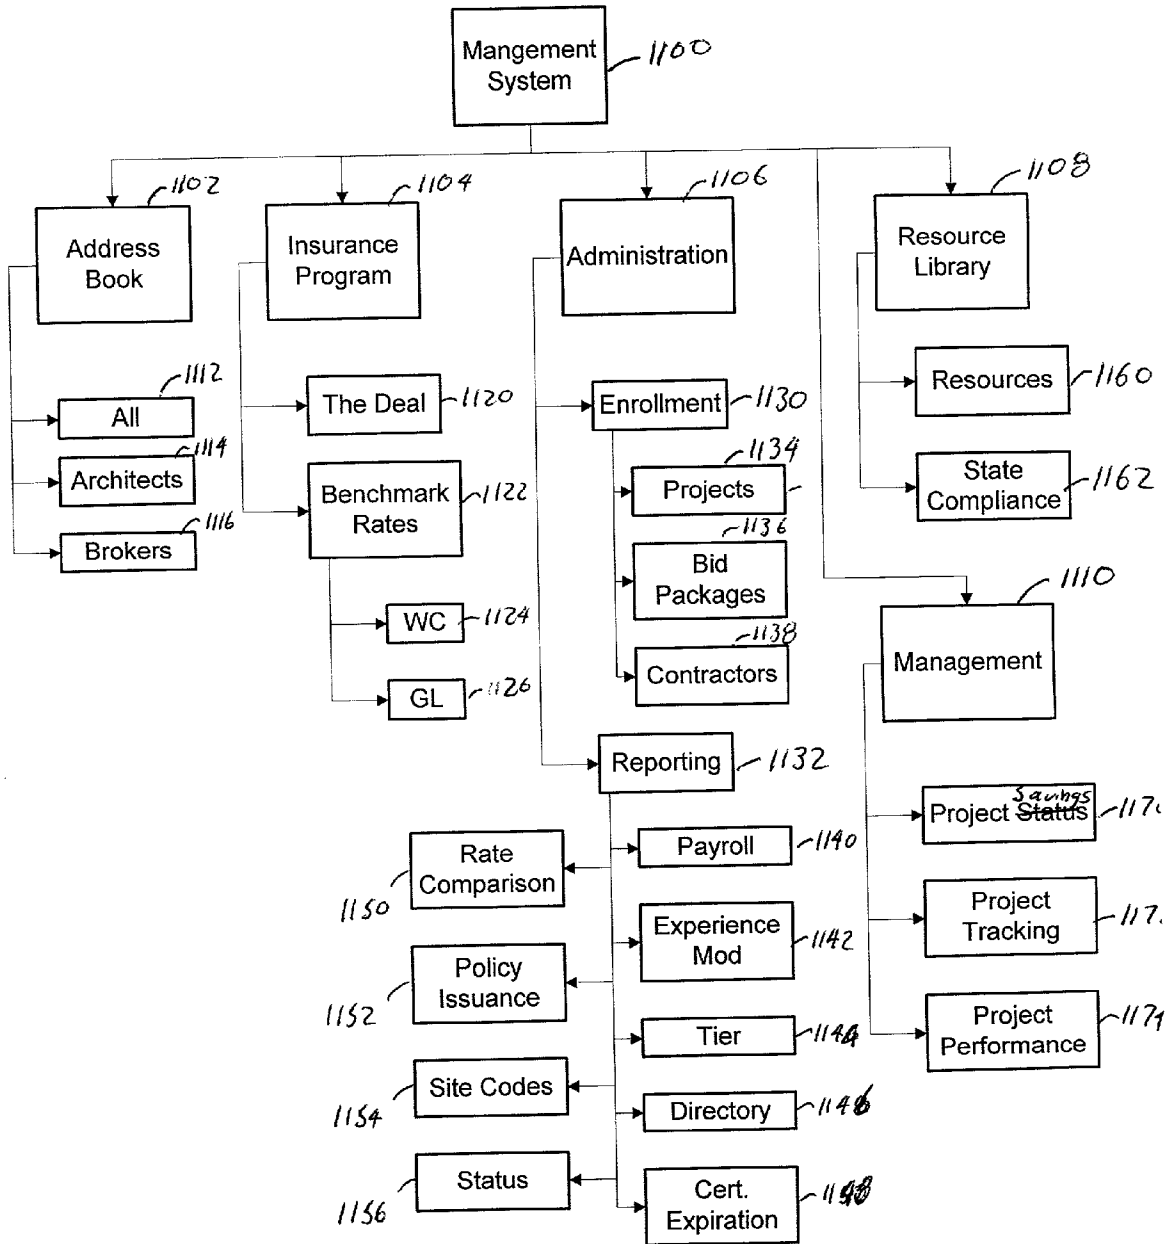 Mangement
System
1100
1102
1104
1106
1108
Address
Book
Insurance
Program
Administration
Resource
Library
1112
All
1114
Architects
1116
Brokers
The Deal
1120
Benchmark
Rates
1122
WC
1124
GL
1126
Enrollment
1130
1134
Projects
1136
Bid
Packages
1138
Contractors
Resources
1160
State
Compliance
1162
1110
Management
Reporting
1132
Rate
Comparison
1150
Policy
Issuance
1152
Site Codes
1154
Status
1156
Payroll
1140
Experience
Mod
1142
Tier
1144
Directory
1146
Cert.
Expiration
Savings
Project Status
Project
Tracking
Project
Performance
1174